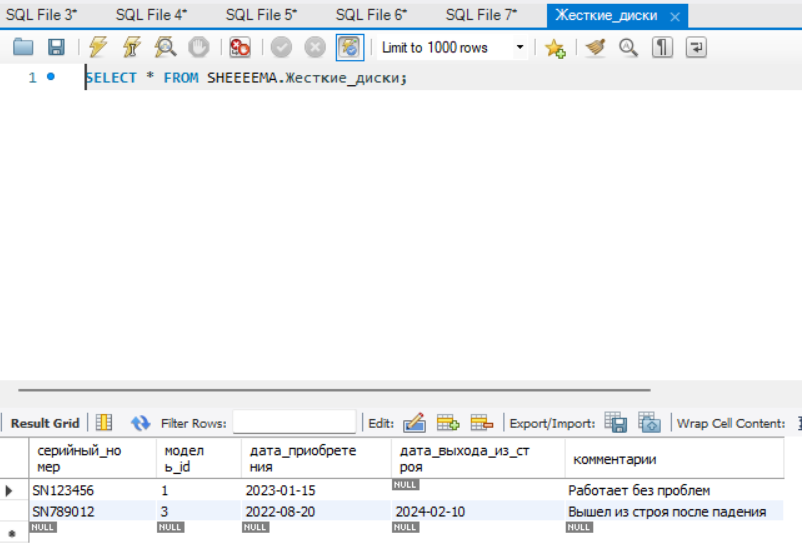 SQL File 3* SQL File 4* SQL File 5* SQL File 6* SQL File 7* Жесткие_диски
Limit to 1000 rows
1 SELECT * FROM SHEEEEMA.Жесткие_диски;
Result Grid Filter Rows: Edit: Export/Import: Wrap Cell Content:
серийный_но модел дата_приобрете дата_выхода_из_ст комментарии
мер ь_id ния роя
SN123456 1 2023-01-15 NULL Работает без проблем
SN789012 3 2022-08-20 2024-02-10 Вышел из строя после падения
NULL NULL NULL NULL NULL